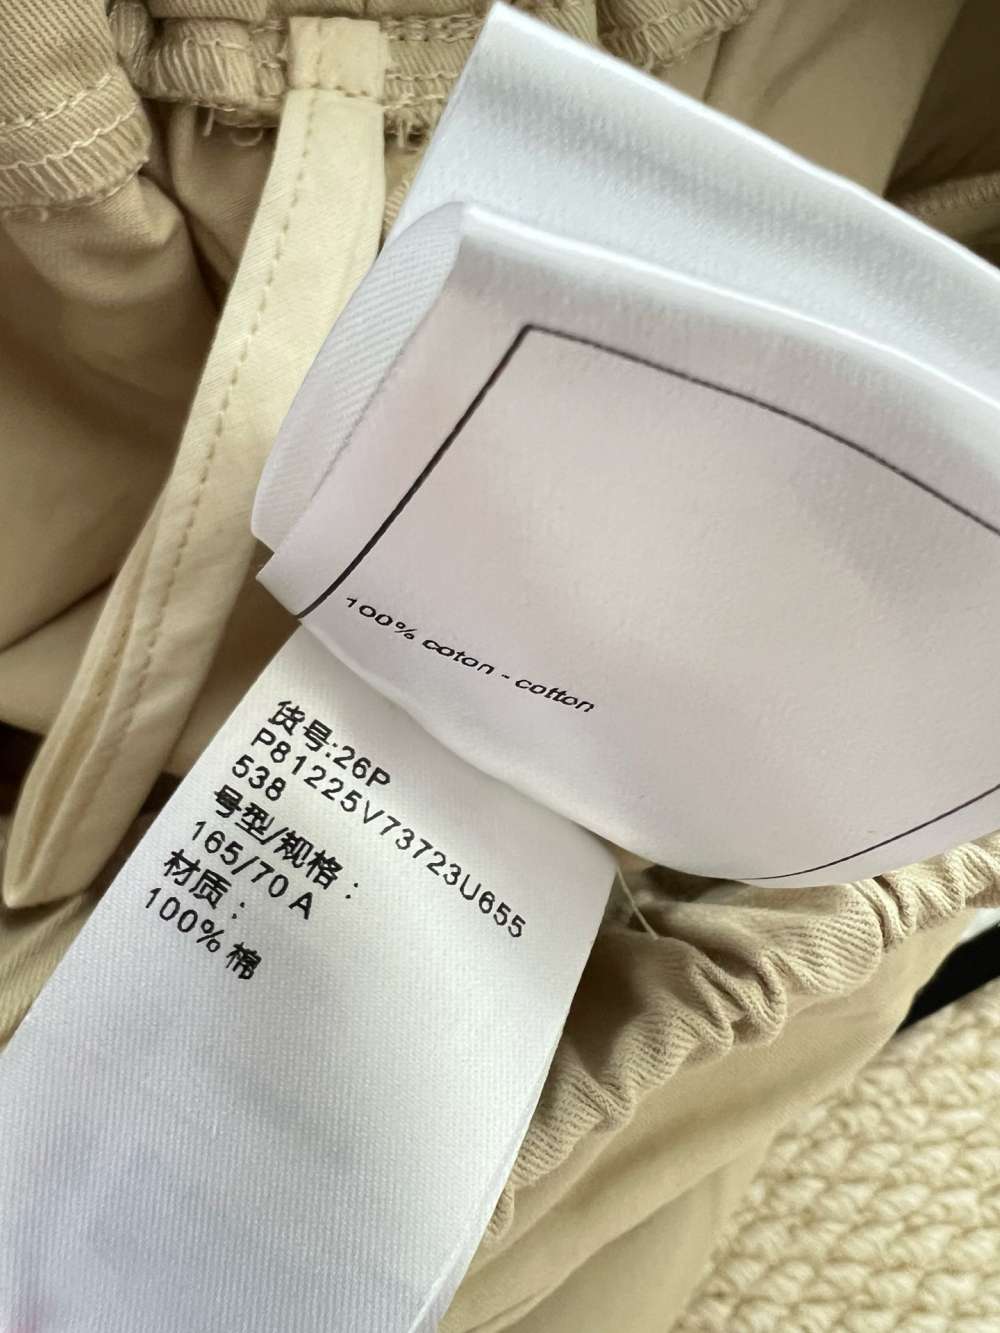 100% coton - cotton
货号:26P
P81225V73723U655
538
号型/规格：
165/70 A
材质：
100% 棉